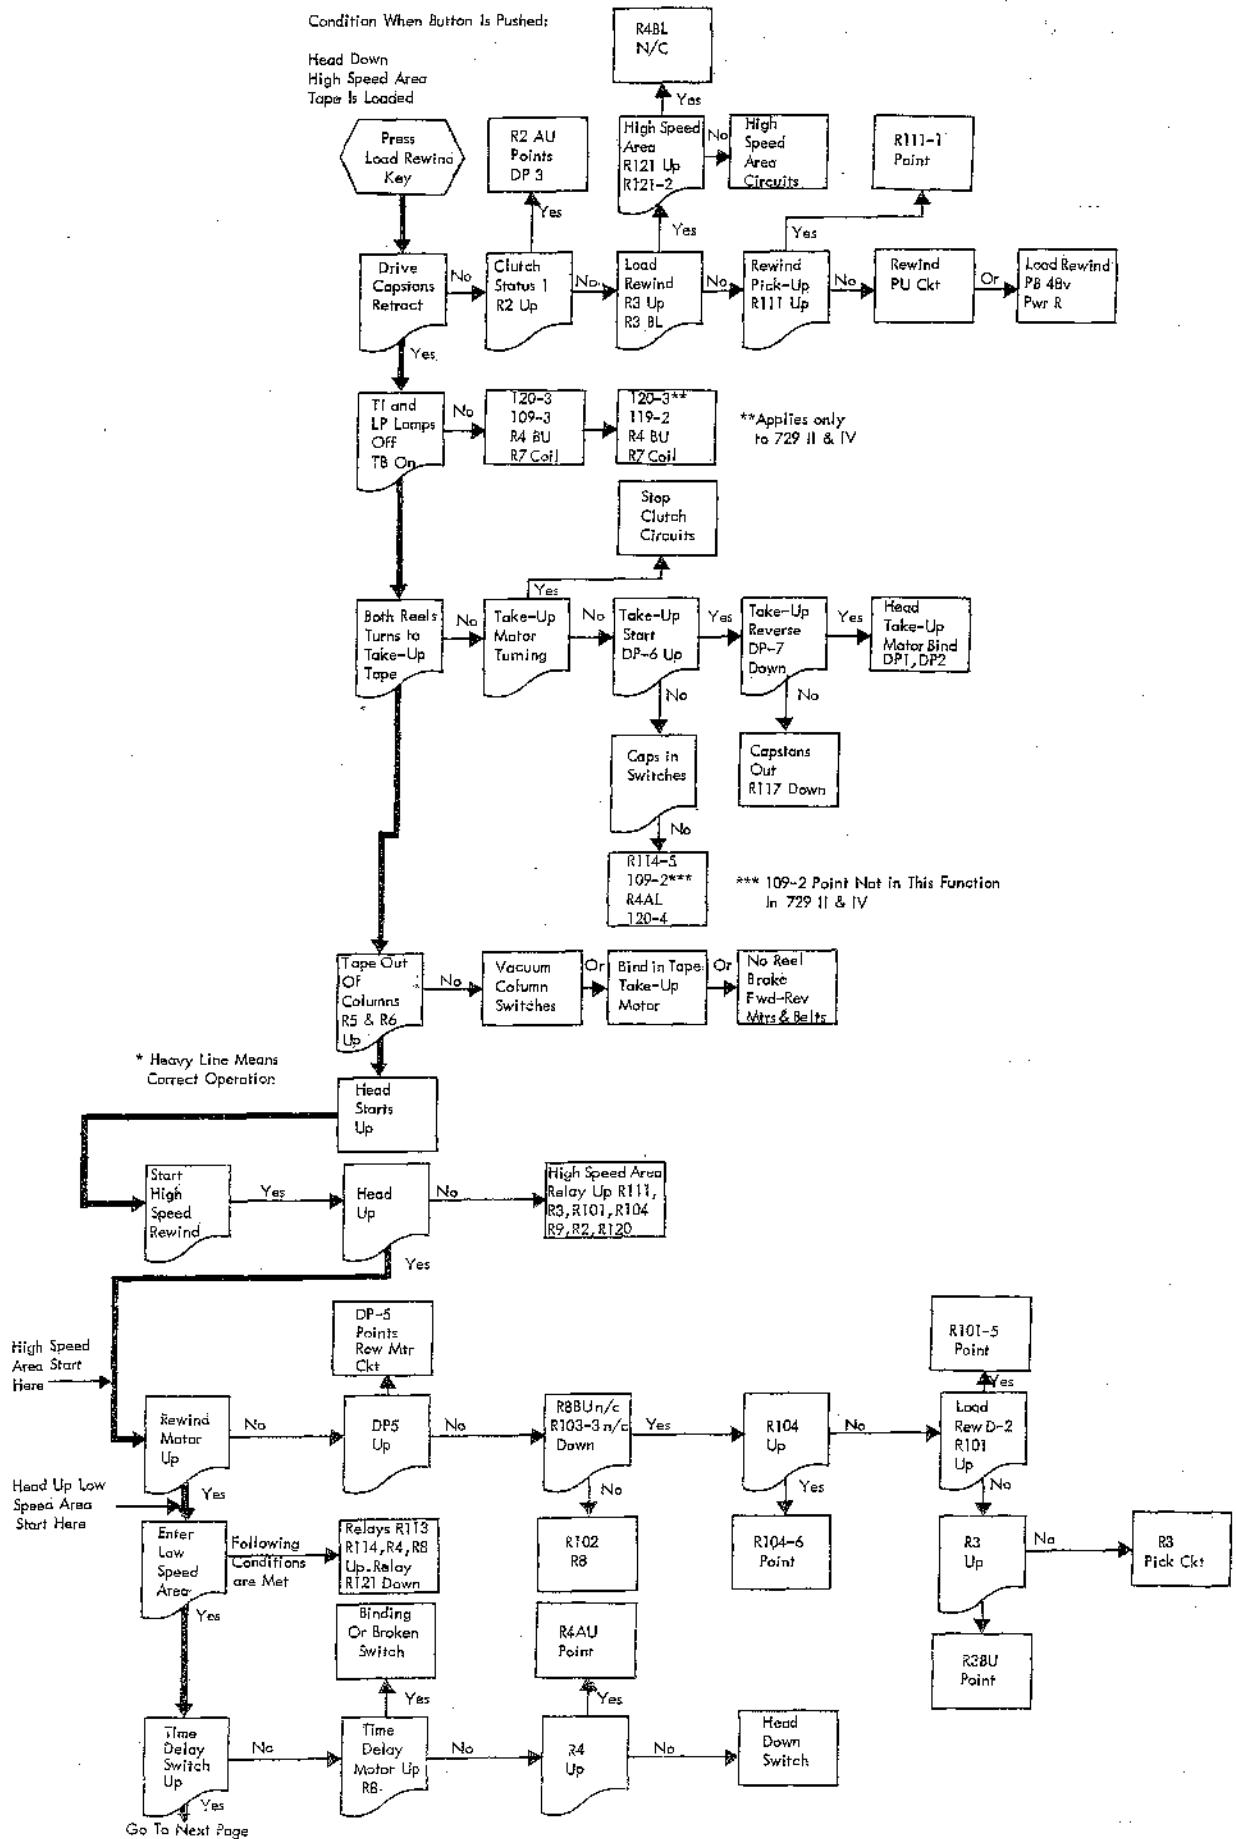 Condition When Button Is Pushed:
Head Down
High Speed Area
Tape Is Loaded
R4BL
N/C
Yes
Press
Load Rewind
Key
R2 AU
Points
DP 3
Yes
High Speed
Area
R121 Up
R121-2
No
High
Speed
Area
Circuits
Yes
R111-1
Point
Yes
Drive
Capstans
Retract
No
Clutch
Status 1
R2 Up
No
Load
Rewind
R3 Up
R3 BL
No
Rewind
Pick-Up
R111 Up
No
Rewind
PU Ckt
Or
Load Rewind
PB 48v
Pwr R
Yes
TI and
LP Lamps
Off
TB On
No
120-3
109-3
R4 BU
R7 Coil
120-3**
119-2
R4 BU
R7 Coil
**Applies only
to 729 II & IV
Stop
Clutch
Circuits
Yes
Both Reels
Turns to
Take-Up
Tape
No
Take-Up
Motor
Turning
No
Take-Up
Start
DP-6 Up
Yes
Take-Up
Reverse
DP-7
Down
Yes
Head
Take-Up
Motor Bind
DP1, DP2
No
No
Caps in
Switches
Capstans
Out
R117 Down
No
R114-5
109-2***
R4AL
120-4
*** 109-2 Point Not in This Function
In 729 II & IV
Tape Out
Of
Columns
R5 & R6
Up
No
Vacuum
Column
Switches
Or
Bind in Tape
Take-Up
Motor
Or
No Reel
Brake
Fwd-Rev
Mtrs & Belts
* Heavy Line Means
Correct Operation
Head
Starts
Up
Start
High
Speed
Rewind
Yes
Head
Up
No
High Speed Area
Relay Up R111,
R3, R101, R104
R9, R2, R120
Yes
High Speed
Area Start
Here
DP-5
Points
Rew Mtr
Ckt
R101-5
Point
Yes
Rewind
Motor
Up
No
DP5
Up
No
R8BU n/c
R103-3 n/c
Down
Yes
R104
Up
No
Load
Rew D-2
R101
Up
Head Up Low
Speed Area
Start Here
Yes
No
Yes
No
Enter
Low
Speed
Area
Following
Conditions
are Met
Relays R113
R114, R4, R8
Up-Relay
R121 Down
R102
R8
R104-6
Point
R3
Up
No
R3
Pick Ckt
Yes
Binding
Or Broken
Switch
R4AU
Point
R3BU
Point
Yes
Yes
Time
Delay
Switch
Up
No
Time
Delay
Motor Up
R8
No
R4
Up
No
Head
Down
Switch
Yes
Go To Next Page